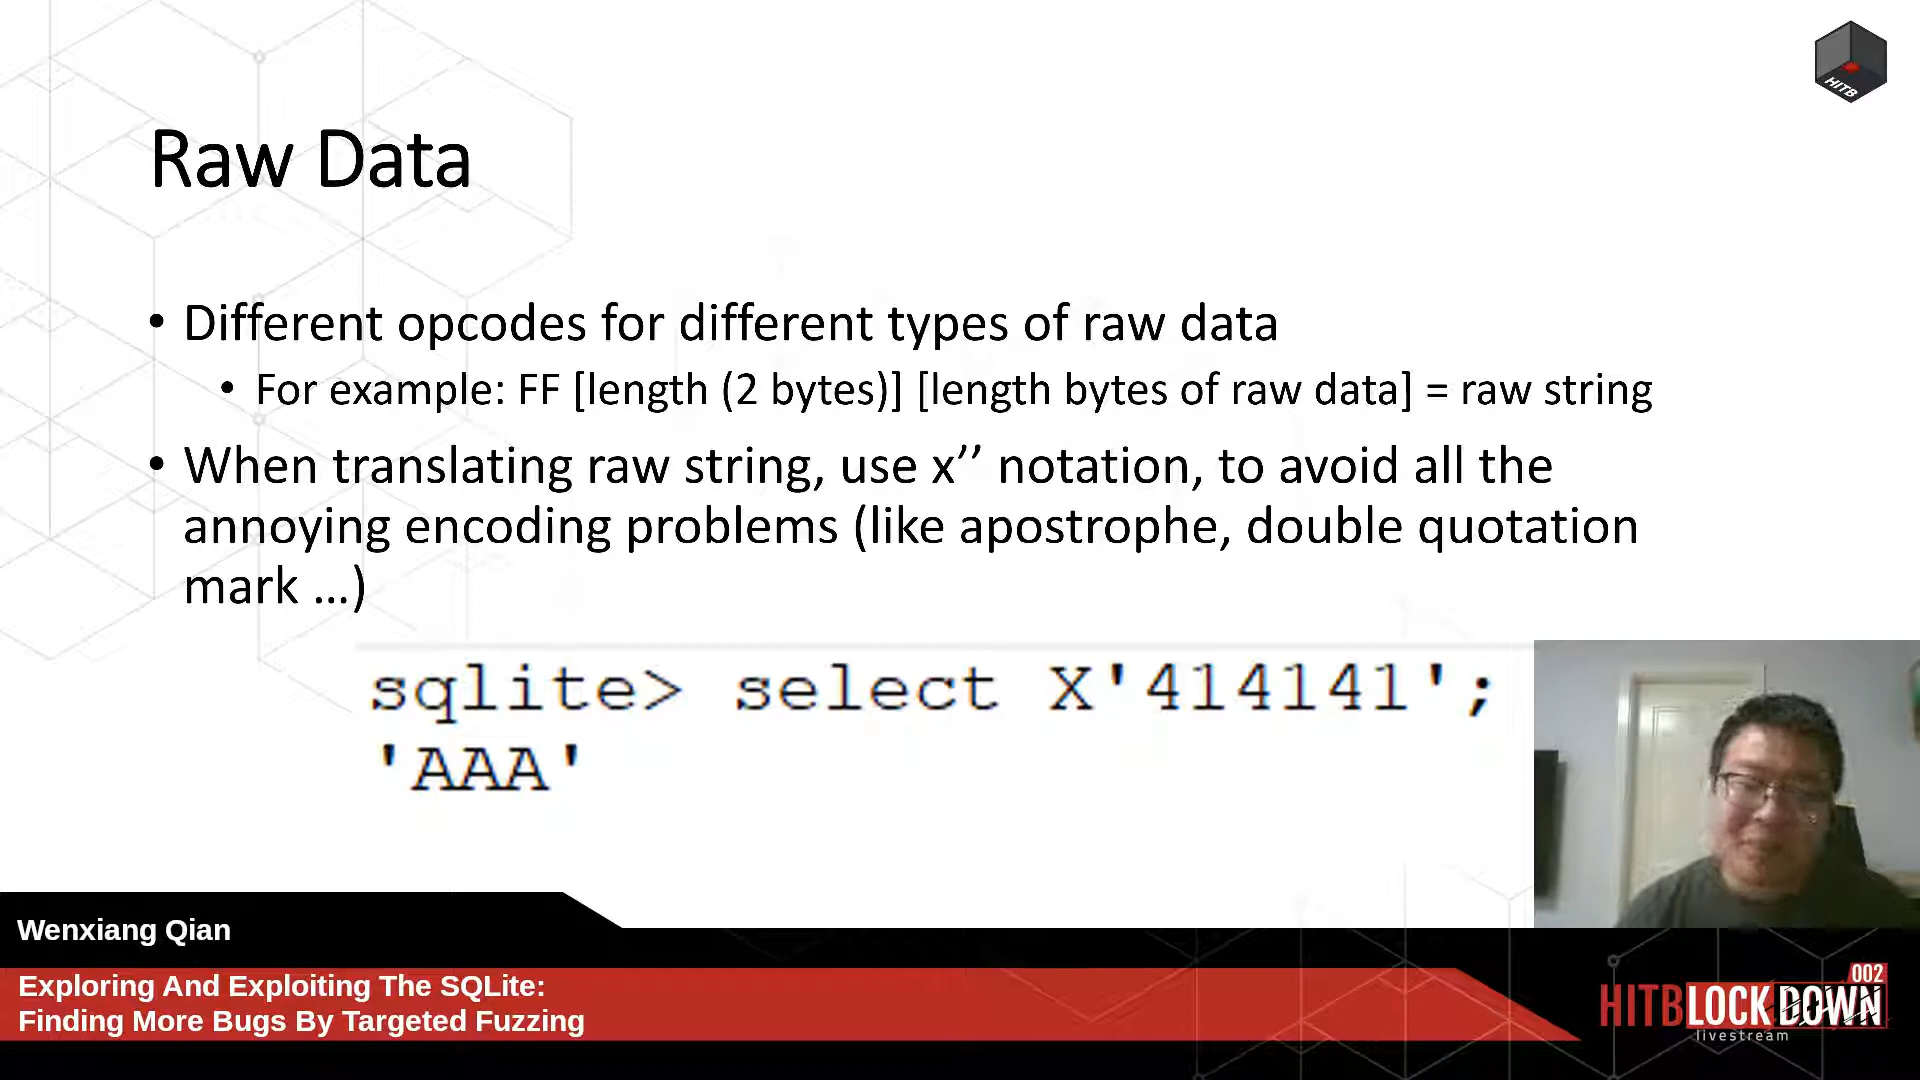 HITB
Raw Data
• Different opcodes for different types of raw data
• For example: FF [length (2 bytes)] [length bytes of raw data] = raw string
• When translating raw string, use x’’ notation, to avoid all the
annoying encoding problems (like apostrophe, double quotation
mark …)
sqlite> select X'414141';
'AAA'
Wenxiang Qian
Exploring And Exploiting The SQLite:
Finding More Bugs By Targeted Fuzzing
002
HITBLOCKDOWN
livestream